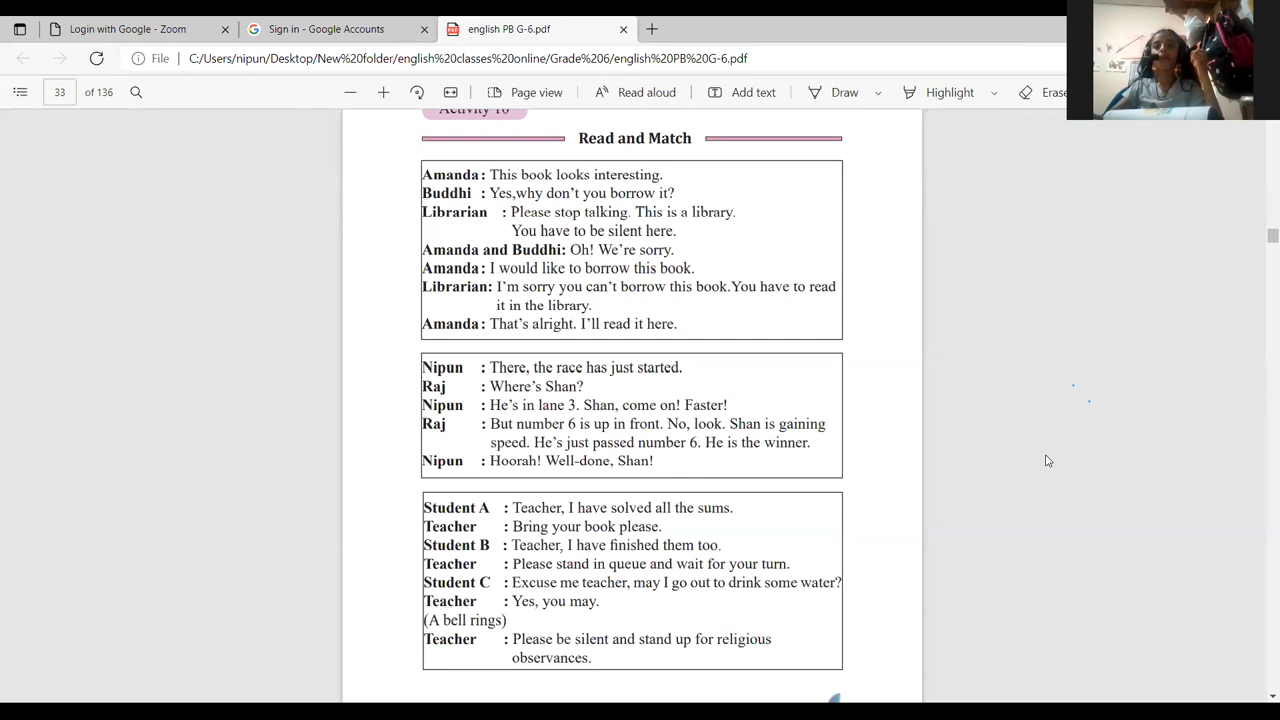 Login with Google - Zoom
Sign in - Google Accounts
english PB G-6.pdf
File
C:/Users/nipun/Desktop/New%20folder/english%20classes%20online/Grade%206/english%20PB%20G-6.pdf
33 of 136
Page view
Read aloud
Add text
Draw
Highlight
Erase
Activity 10
Read and Match
Amanda : This book looks interesting.
Buddhi : Yes,why don't you borrow it?
Librarian : Please stop talking. This is a library.
You have to be silent here.
Amanda and Buddhi: Oh! We're sorry.
Amanda : I would like to borrow this book.
Librarian: I'm sorry you can't borrow this book.You have to read
it in the library.
Amanda : That's alright. I'll read it here.
Nipun : There, the race has just started.
Raj : Where's Shan?
Nipun : He's in lane 3. Shan, come on! Faster!
Raj : But number 6 is up in front. No, look. Shan is gaining
speed. He's just passed number 6. He is the winner.
Nipun : Hoorah! Well-done, Shan!
Student A : Teacher, I have solved all the sums.
Teacher : Bring your book please.
Student B : Teacher, I have finished them too.
Teacher : Please stand in queue and wait for your turn.
Student C : Excuse me teacher, may I go out to drink some water?
Teacher : Yes, you may.
(A bell rings)
Teacher : Please be silent and stand up for religious
observances.